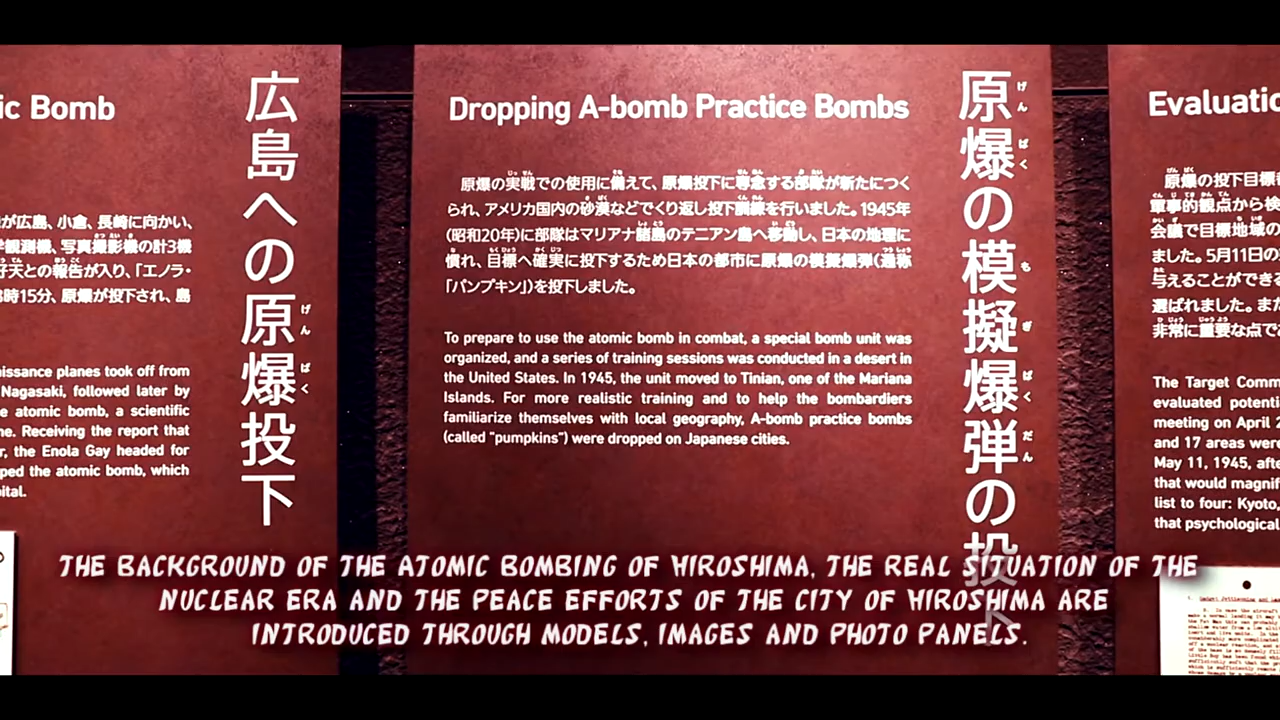 ic Bomb
広島への原爆投下
が広島、小倉、長崎に向かい、
観測機、写真撮影機の計3機
好天との報告が入り、「エノラ・
8時15分、原爆が投下され、島
issance planes took off from
Nagasaki, followed later by
e atomic bomb, a scientific
ne. Receiving the report that
r, the Enola Gay headed for
ped the atomic bomb, which
pital.
Dropping A-bomb Practice Bombs
原爆の模擬爆弾の投下
原爆の実戦での使用に備えて、原爆投下に専念する部隊が新たにつく
られ、アメリカ国内の砂漠などでくり返し投下訓練を行いました。1945年
(昭和20年)に部隊はマリアナ諸島のテニアン島へ移動し、日本の地理に
慣れ、目標へ確実に投下するため日本の都市に原爆の模擬爆弾(通称
「パンプキン」)を投下しました。
To prepare to use the atomic bomb in combat, a special bomb unit was
organized, and a series of training sessions was conducted in a desert in
the United States. In 1945, the unit moved to Tinian, one of the Mariana
Islands. For more realistic training and to help the bombardiers
familiarize themselves with local geography, A-bomb practice bombs
(called "pumpkins") were dropped on Japanese cities.
Evaluatio
原爆の投下目標
軍事的観点から検
会議で目標地域の
ました。5月11日の
与えることができ
選ばれました。また
非常に重要な点で
The Target Comm
evaluated potenti
meeting on April 2
and 17 areas were
May 11, 1945, afte
that would magnif
list to four: Kyoto,
that psychological
THE BACKGROUND OF THE ATOMIC BOMBING OF HIROSHIMA, THE REAL SITUATION OF THE
NUCLEAR ERA AND THE PEACE EFFORTS OF THE CITY OF HIROSHIMA ARE
INTRODUCED THROUGH MODELS, IMAGES AND PHOTO PANELS.